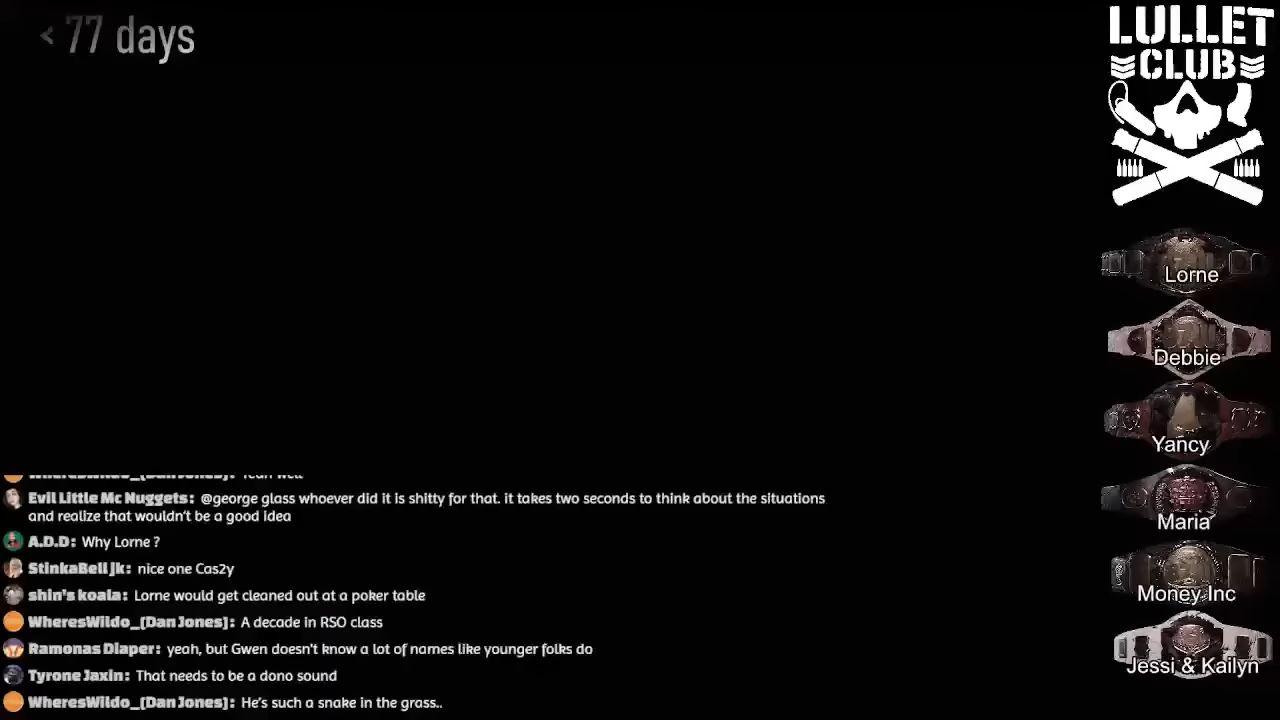 < 77 days
LULLET
CLUB
Lorne
Debbie
Yancy
Maria
Money Inc
Jessi & Kailyn
WheresWildo_(Dan Jones): Yeah well
Evil Little Mc Nuggets: @george glass whoever did it is shitty for that. it takes two seconds to think about the situations
and realize that wouldn't be a good idea
A.D.D: Why Lorne ?
StinkaBell Jk: nice one Cas2y
shin's koala: Lorne would get cleaned out at a poker table
WheresWildo_(Dan Jones): A decade in RSO class
Ramonas Diaper: yeah, but Gwen doesn't know a lot of names like younger folks do
Tyrone Jaxin: That needs to be a dono sound
WheresWildo_(Dan Jones): He's such a snake in the grass..